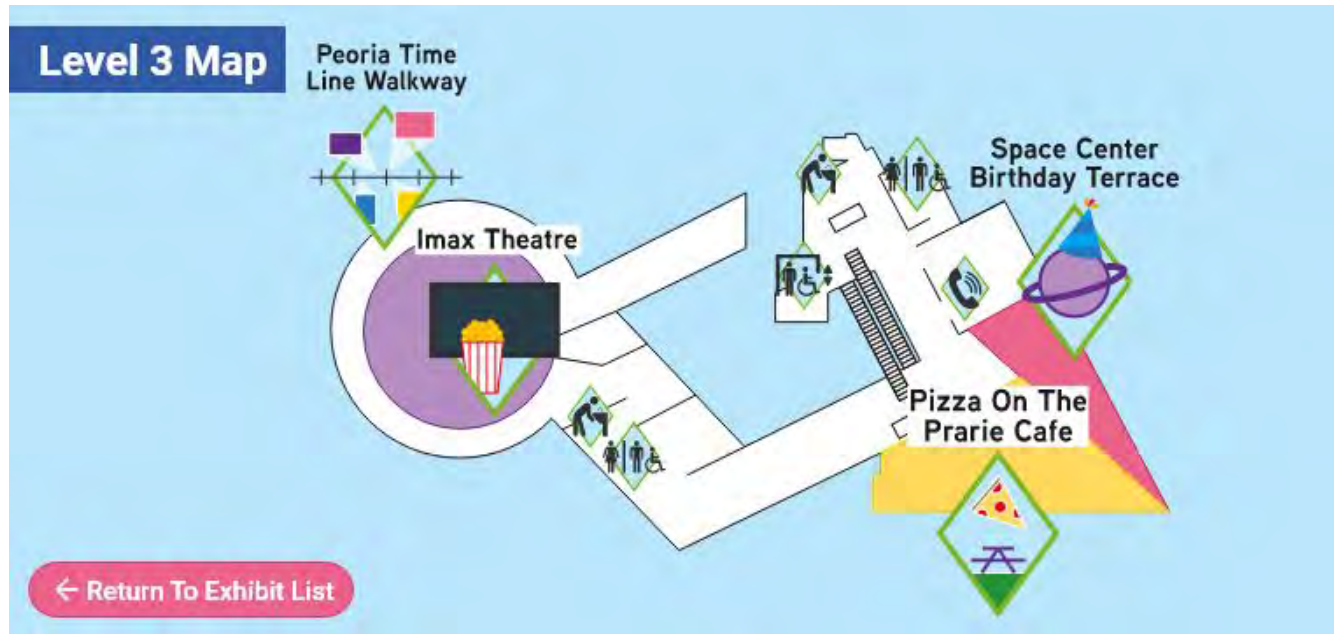 Level 3 Map
Peoria Time
Line Walkway
Imax Theatre
Space Center
Birthday Terrace
Pizza On The
Prarie Cafe
← Return To Exhibit List